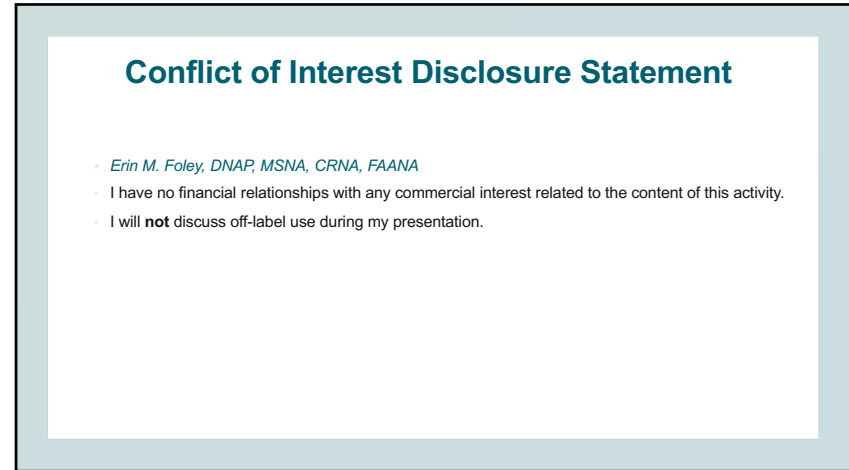 Conflict of Interest Disclosure Statement
Erin M. Foley, DNAP, MSNA, CRNA, FAANA
I have no financial relationships with any commercial interest related to the content of this activity.
I will not discuss off-label use during my presentation.